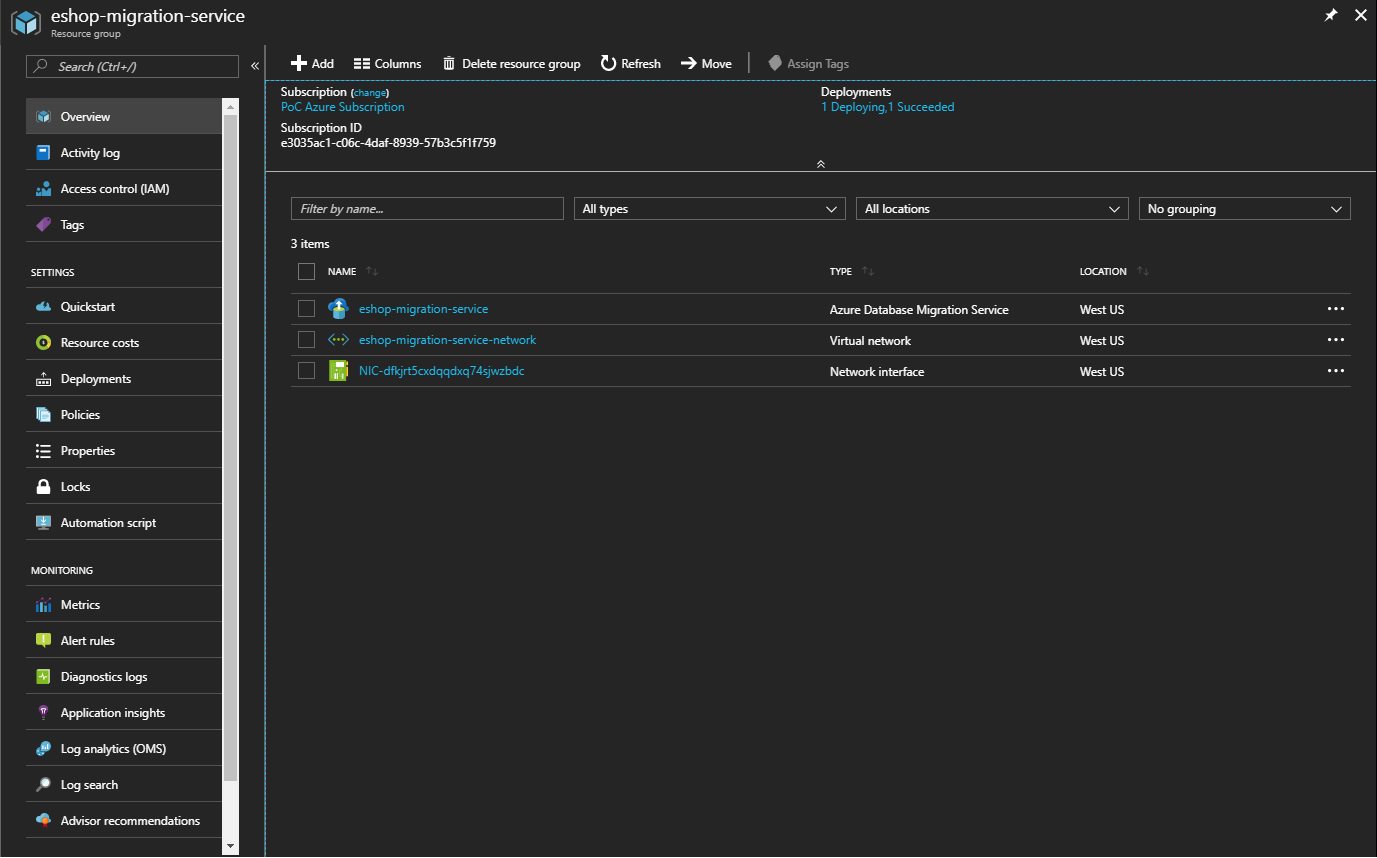 eshop-migration-service
Resource group
Search (Ctrl+/)
«
Overview
Activity log
Access control (IAM)
Tags
SETTINGS
Quickstart
Resource costs
Deployments
Policies
Properties
Locks
Automation script
MONITORING
Metrics
Alert rules
Diagnostics logs
Application insights
Log analytics (OMS)
Log search
Advisor recommendations
Add Columns Delete resource group Refresh Move Assign Tags
Subscription (change)
PoC Azure Subscription
Subscription ID
e3035ac1-c06c-4daf-8939-57b3c5f1f759
Deployments
1 Deploying,1 Succeeded
Filter by name... All types All locations No grouping
3 items
NAME TYPE LOCATION
eshop-migration-service Azure Database Migration Service West US ...
eshop-migration-service-network Virtual network West US ...
NIC-dfkjrt5cxdqqdxq74sjwzbdc Network interface West US ...